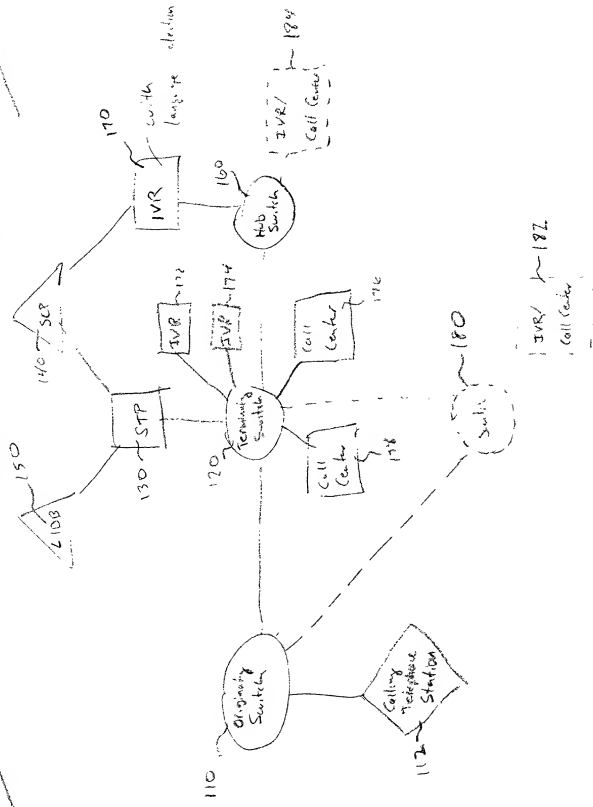 150
LIDB
140
SCP
170
IVR
with
130
STP
172
IVR
174
IVR
160
Hub
Switch
184
IVR/
Call Center
120
Terminating
Switch
Call
Center
176
Call
Center
178
110
Originating
Switch
180
Switch
182
IVR/
Call Center
112
Calling
Telephone
Station